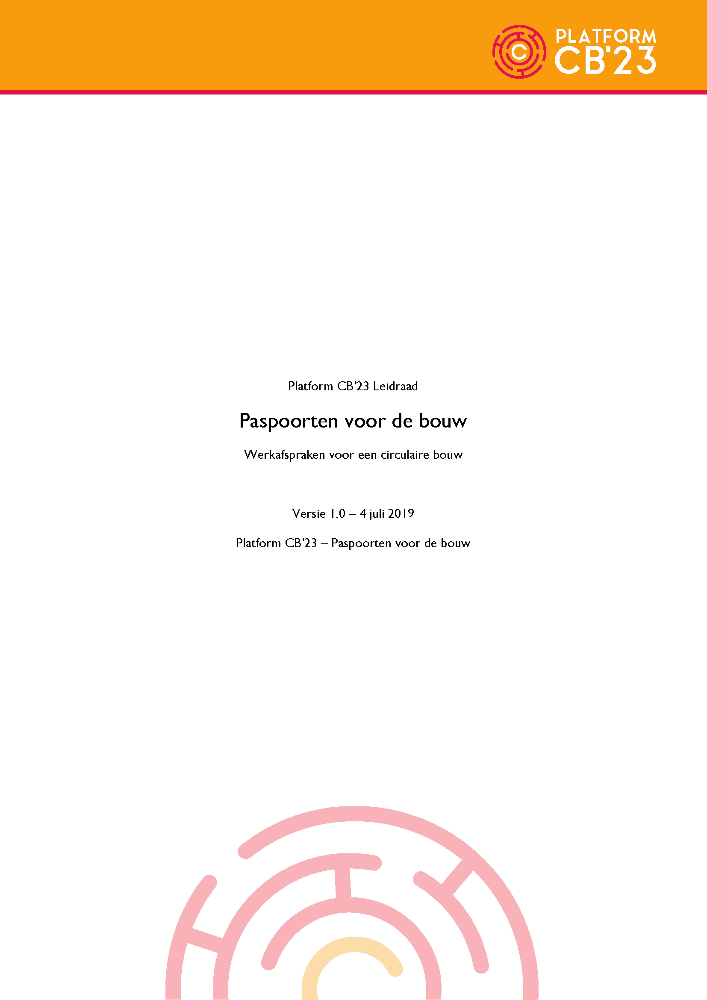 PLATFORM
CB'23
Platform CB'23 Leidraad
Paspoorten voor de bouw
Werkafspraken voor een circulaire bouw
Versie 1.0 – 4 juli 2019
Platform CB'23 – Paspoorten voor de bouw